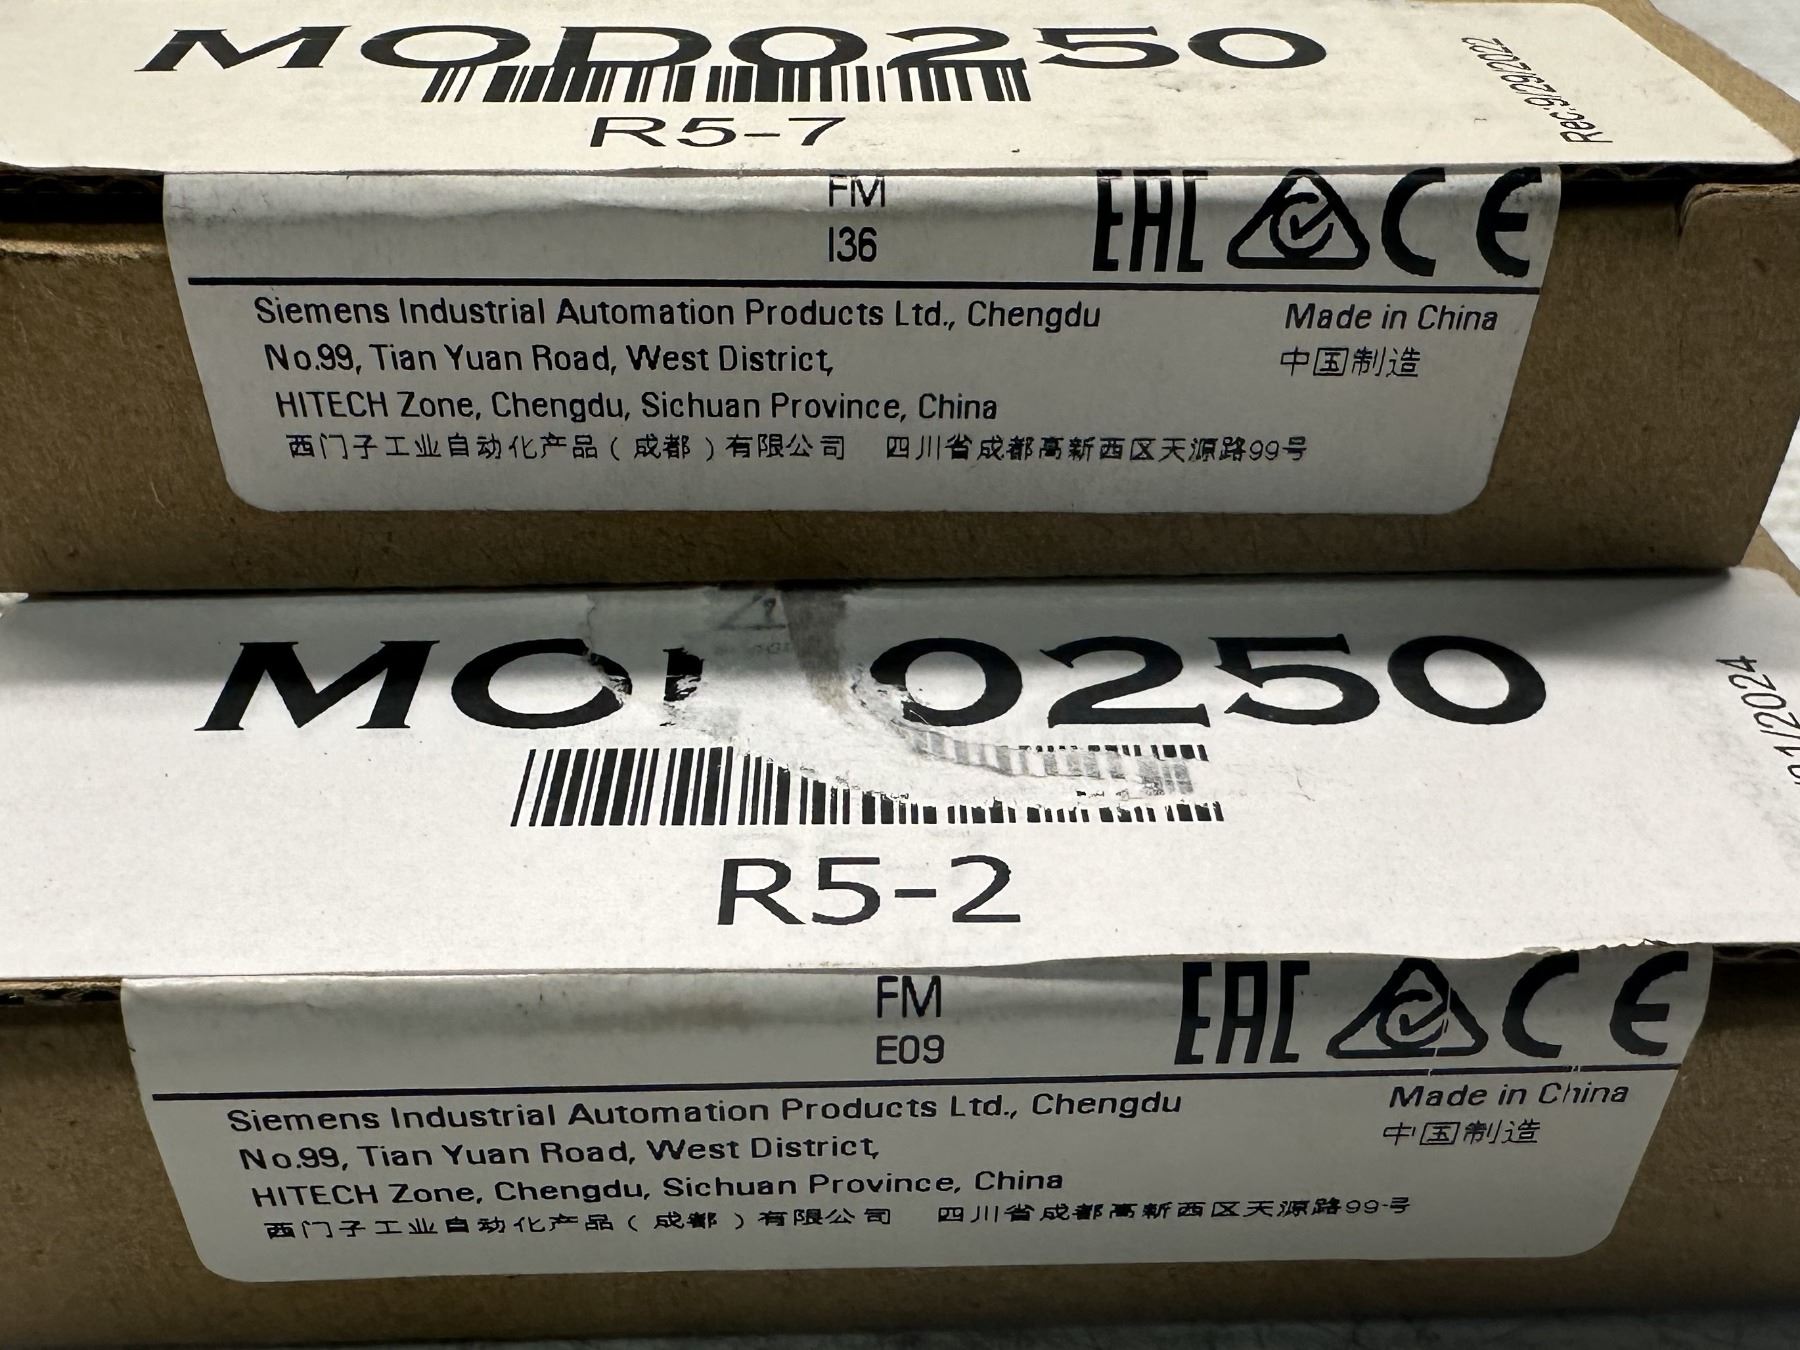 MOD0250
Rec:9/29/2022
R5-7
FM
I36
EAC CE
Siemens Industrial Automation Products Ltd., Chengdu
Made in China
No.99, Tian Yuan Road, West District,
中国制造
HITECH Zone, Chengdu, Sichuan Province, China
西门子工业自动化产品（成都）有限公司 四川省成都高新西区天源路99号
0250
R5-2
FM
E09
EAC CE
Siemens Industrial Automation Products Ltd., Chengdu
Made in China
No.99, Tian Yuan Road, West District,
中国制造
HITECH Zone, Chengdu, Sichuan Province, China
西门子工业自动化产品（成都）有限公司 四川省成都高新西区天源路99号